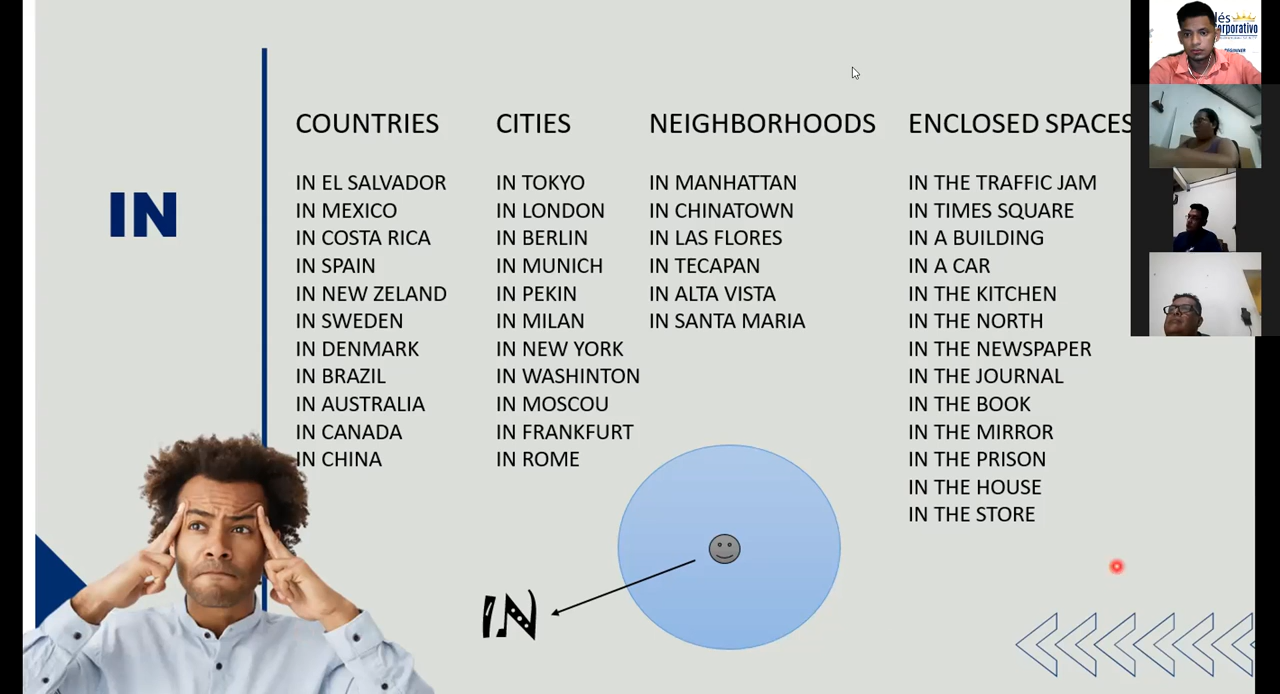 IN
COUNTRIES
IN EL SALVADOR
IN MEXICO
IN COSTA RICA
IN SPAIN
IN NEW ZELAND
IN SWEDEN
IN DENMARK
IN BRAZIL
IN AUSTRALIA
IN CANADA
IN CHINA
CITIES
IN TOKYO
IN LONDON
IN BERLIN
IN MUNICH
IN PEKIN
IN MILAN
IN NEW YORK
IN WASHINTON
IN MOSCOU
IN FRANKFURT
IN ROME
NEIGHBORHOODS
IN MANHATTAN
IN CHINATOWN
IN LAS FLORES
IN TECAPAN
IN ALTA VISTA
IN SANTA MARIA
ENCLOSED SPACES
IN THE TRAFFIC JAM
IN TIMES SQUARE
IN A BUILDING
IN A CAR
IN THE KITCHEN
IN THE NORTH
IN THE NEWSPAPER
IN THE JOURNAL
IN THE BOOK
IN THE MIRROR
IN THE PRISON
IN THE HOUSE
IN THE STORE
IN